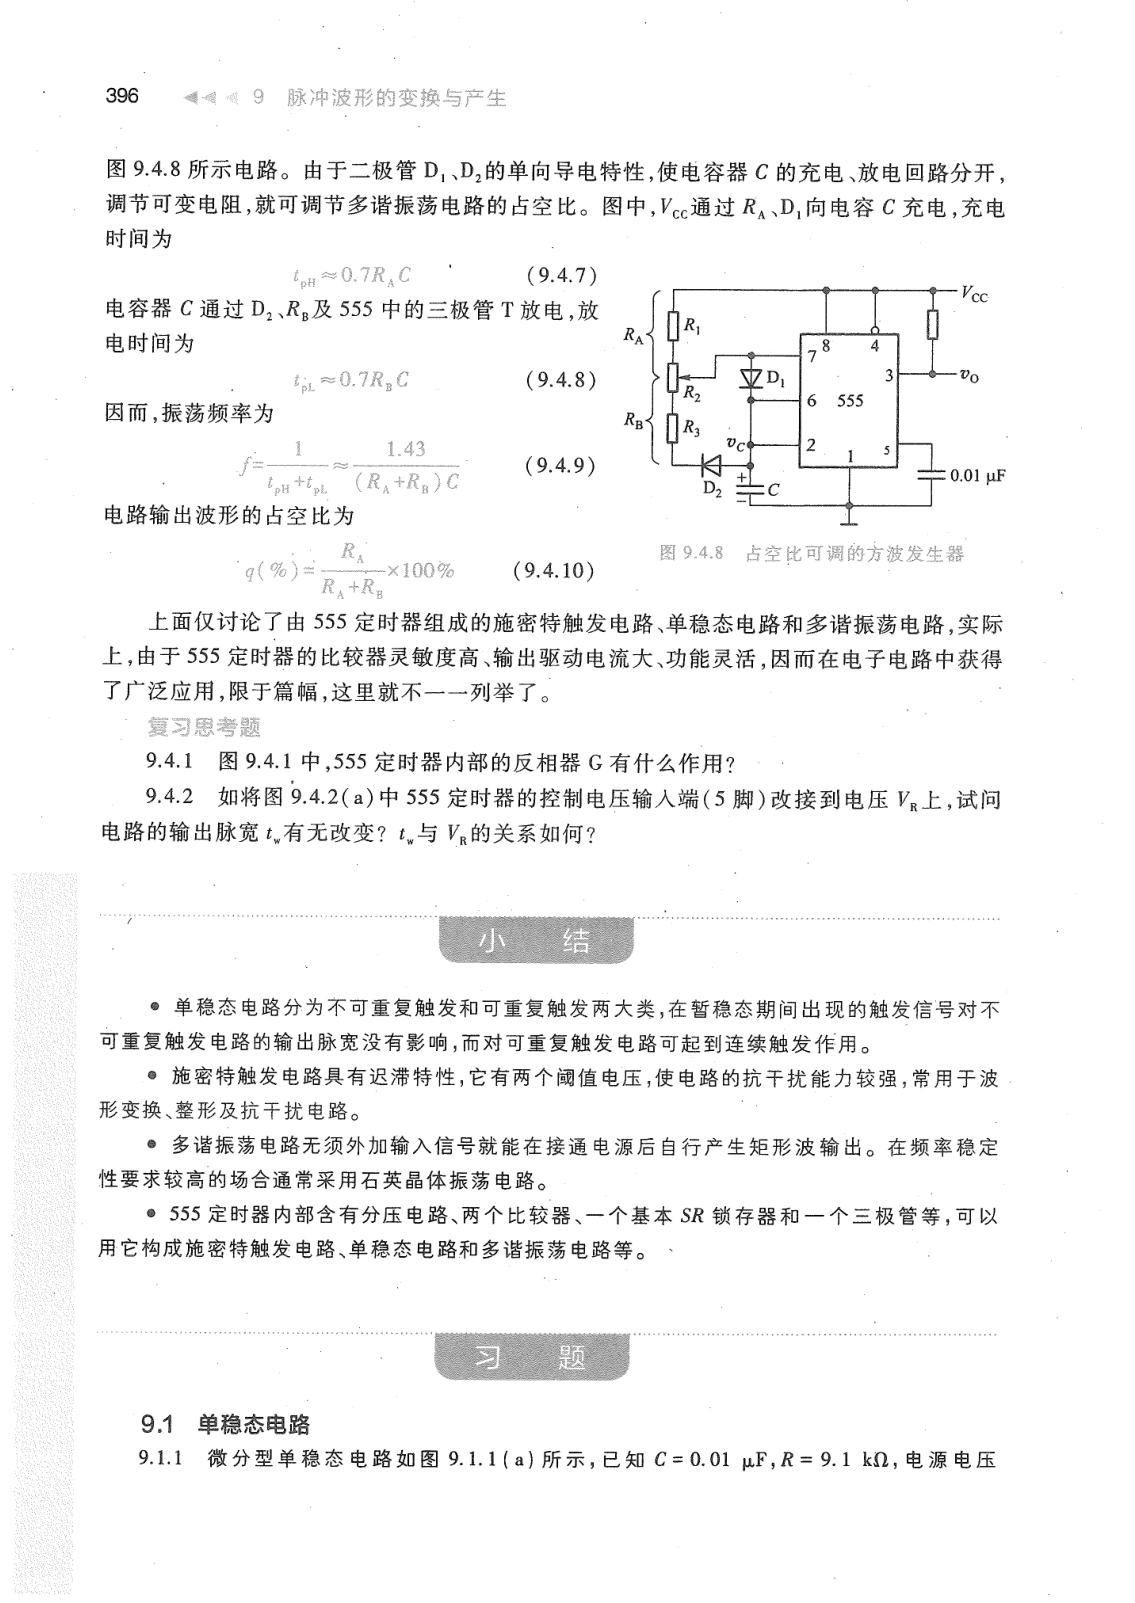 396 9 脉冲波形的变换与产生
图 9.4.8 所示电路。由于二极管 D₁、D₂的单向导电特性,使电容器 C 的充电、放电回路分开,
调节可变电阻,就可调节多谐振荡电路的占空比。图中,V_CC通过 R_A、D₁向电容 C 充电,充电
时间为
t_pH≈0.7R_A C (9.4.7)
电容器 C 通过 D₂、R_B及 555 中的三极管 T 放电,放
电时间为
t_pL≈0.7R_B C (9.4.8)
因而,振荡频率为
f=1/(t_pH+t_pL)≈1.43/((R_A+R_B)C) (9.4.9)
电路输出波形的占空比为
q(%)=R_A/(R_A+R_B)×100% (9.4.10)
R_A
R₁
R₂
R_B
R₃
D₁
D₂
v_C
C
+
−
7
8
4
3
6
555
2
1
5
V_CC
v_O
0.01 μF
图 9.4.8 占空比可调的方波发生器
上面仅讨论了由 555 定时器组成的施密特触发电路、单稳态电路和多谐振荡电路,实际
上,由于 555 定时器的比较器灵敏度高、输出驱动电流大、功能灵活,因而在电子电路中获得
了广泛应用,限于篇幅,这里就不一一列举了。
复习思考题
9.4.1 图 9.4.1 中,555 定时器内部的反相器 G 有什么作用?
9.4.2 如将图 9.4.2(a)中 555 定时器的控制电压输入端(5 脚)改接到电压 V_R上,试问
电路的输出脉宽 t_w有无改变? t_w与 V_R的关系如何?
小 结
● 单稳态电路分为不可重复触发和可重复触发两大类,在暂稳态期间出现的触发信号对不
可重复触发电路的输出脉宽没有影响,而对可重复触发电路可起到连续触发作用。
● 施密特触发电路具有迟滞特性,它有两个阈值电压,使电路的抗干扰能力较强,常用于波
形变换、整形及抗干扰电路。
● 多谐振荡电路无须外加输入信号就能在接通电源后自行产生矩形波输出。在频率稳定
性要求较高的场合通常采用石英晶体振荡电路。
● 555 定时器内部含有分压电路、两个比较器、一个基本 SR 锁存器和一个三极管等,可以
用它构成施密特触发电路、单稳态电路和多谐振荡电路等。
习 题
9.1 单稳态电路
9.1.1 微分型单稳态电路如图 9.1.1(a)所示,已知 C=0.01 μF,R=9.1 kΩ,电源电压